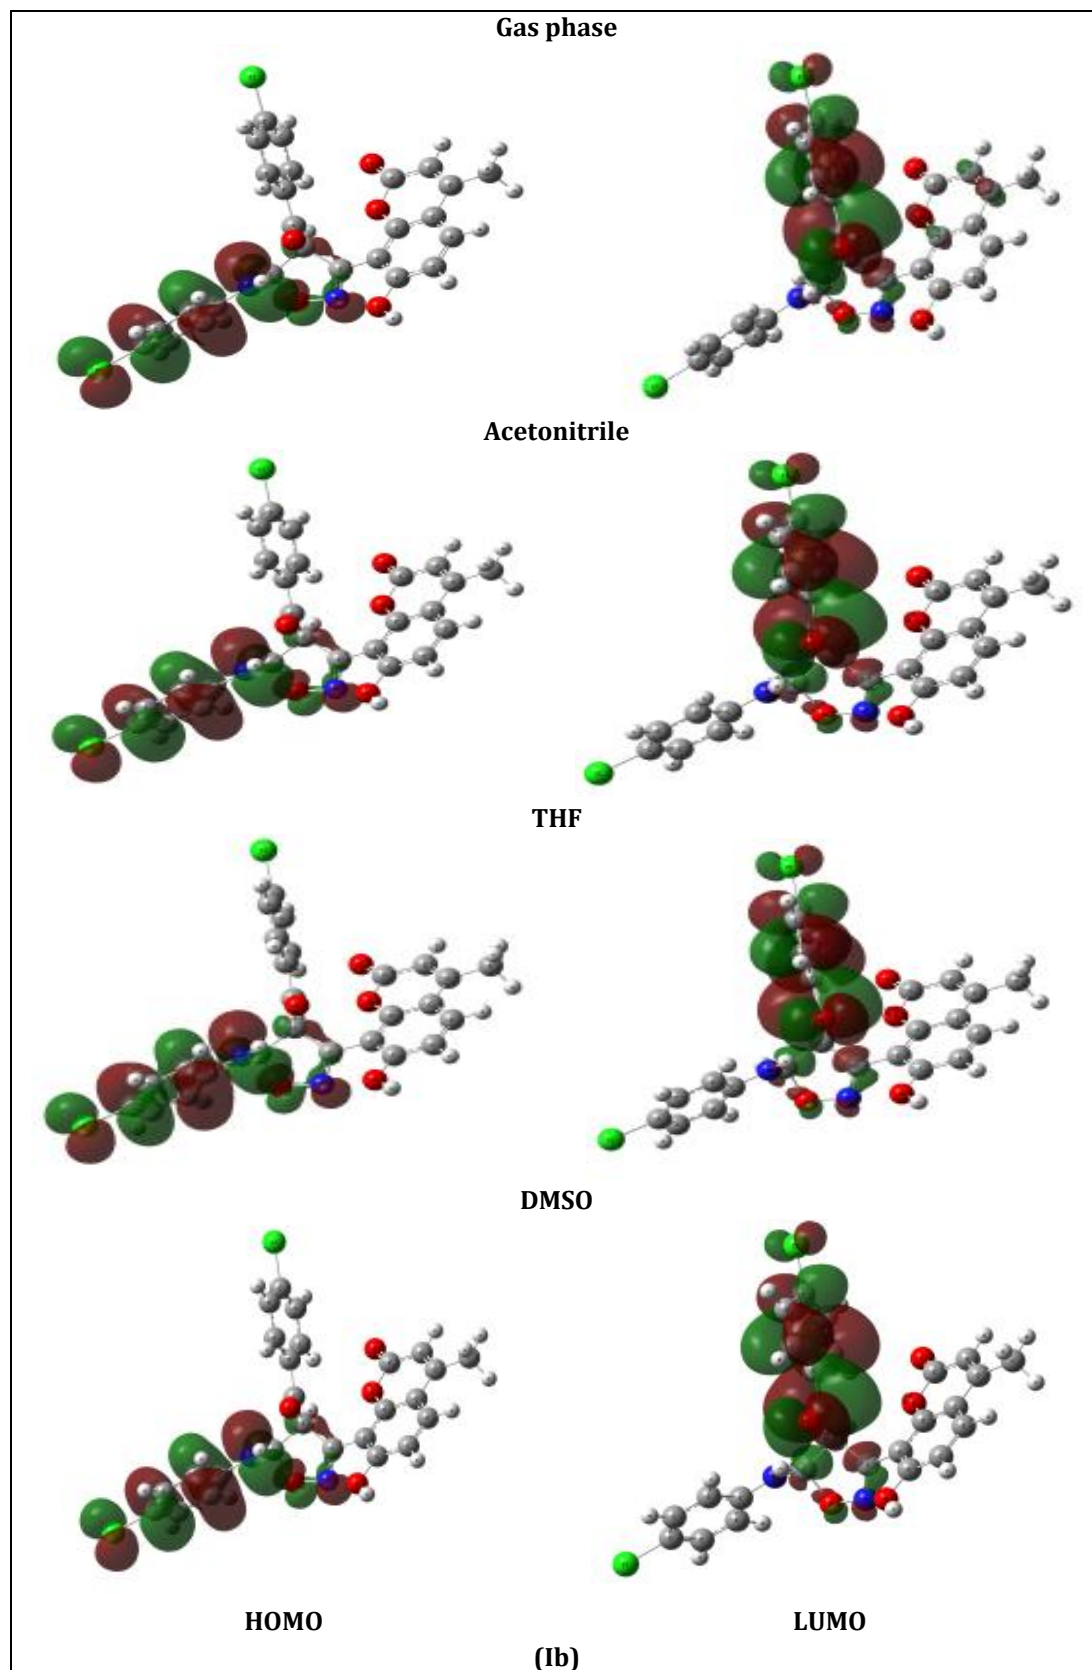 Gas phase
Acetonitrile
THF
DMSO
HOMO LUMO
(Ib)